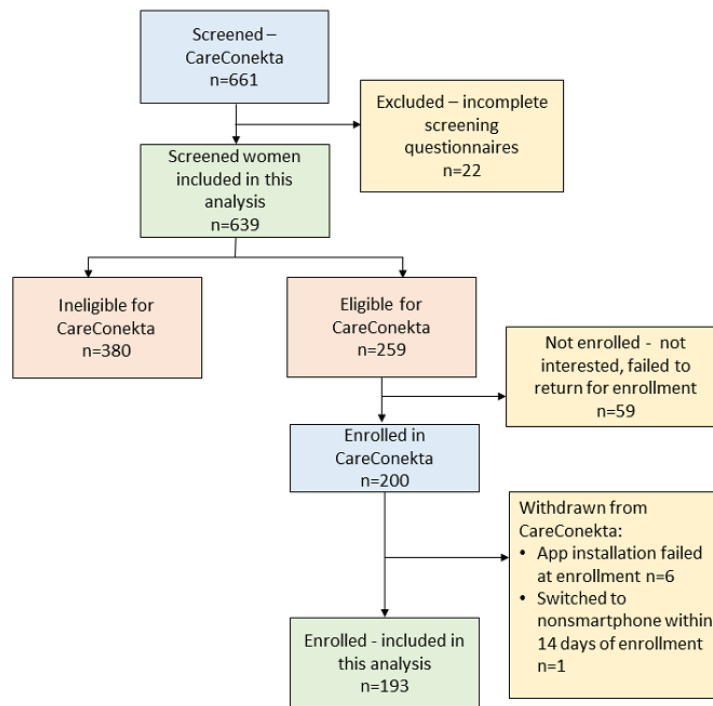 Screened –
CareConekta
n=661
Excluded – incomplete
screening
questionnaires
n=22
Screened women
included in this
analysis
n=639
Ineligible for
CareConekta
n=380
Eligible for
CareConekta
n=259
Not enrolled - not
interested, failed to
return for enrollment
n=59
Enrolled in
CareConekta
n=200
Withdrawn from
CareConekta:
• App installation failed
at enrollment n=6
• Switched to
nonsmartphone within
14 days of enrollment
n=1
Enrolled - included in
this analysis
n=193